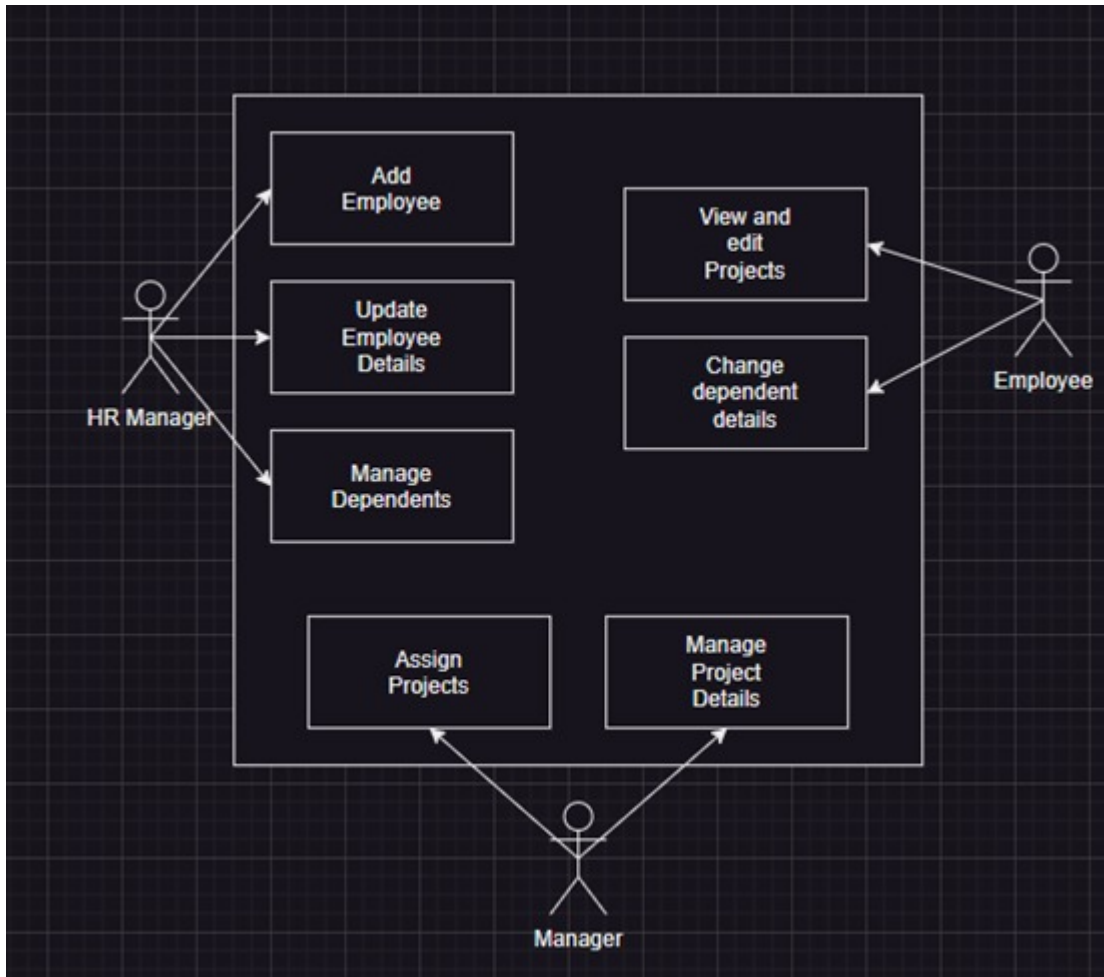 Add
Employee
View and
edit
Projects
Update
Employee
Details
Change
dependent
details
Employee
HR Manager
Manage
Dependents
Assign
Projects
Manage
Project
Details
Manager